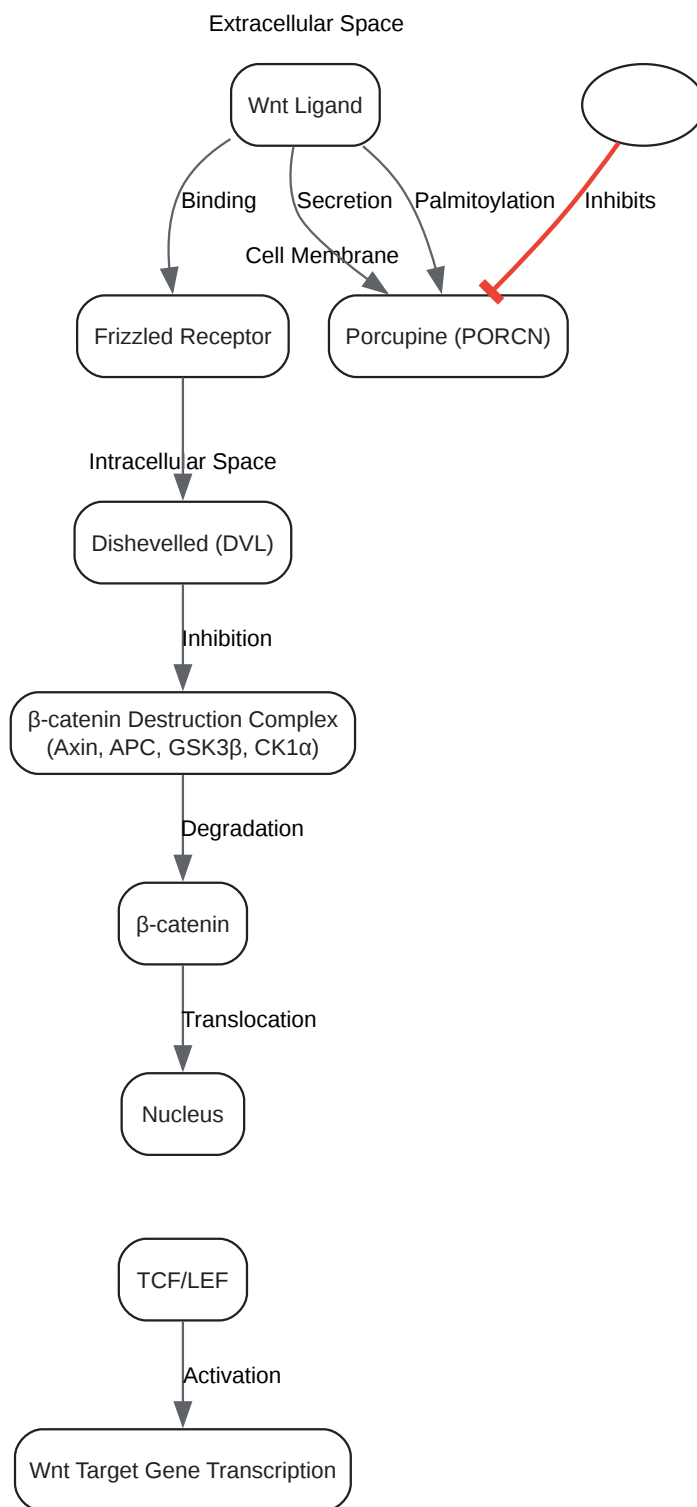 Extracellular Space
Wnt Ligand
Binding
Secretion
Palmitoylation
Inhibits
Cell Membrane
Frizzled Receptor
Porcupine (PORCN)
Intracellular Space
Dishevelled (DVL)
Inhibition
β-catenin Destruction Complex
(Axin, APC, GSK3β, CK1α)
Degradation
β-catenin
Translocation
Nucleus
TCF/LEF
Activation
Wnt Target Gene Transcription